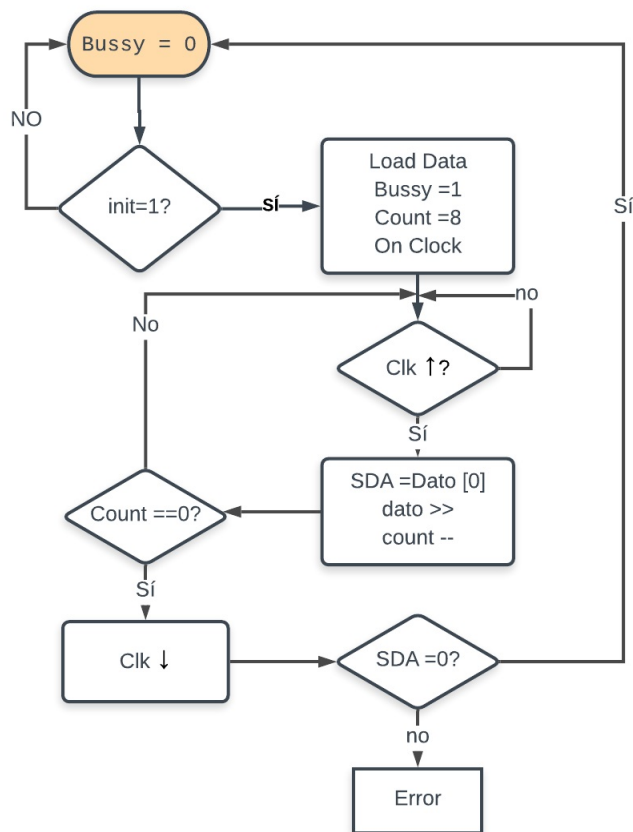 Bussy = 0
NO
init=1?
sí
Load Data
Bussy =1
Count =8
On Clock
Sí
no
No
Clk ↑?
Sí
SDA =Dato [0]
dato >>
count --
Count ==0?
Sí
Clk ↓
SDA =0?
no
Error